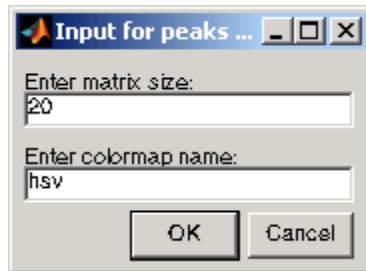 Input for peaks ...
Enter matrix size:
20
Enter colormap name:
hsv
OK Cancel